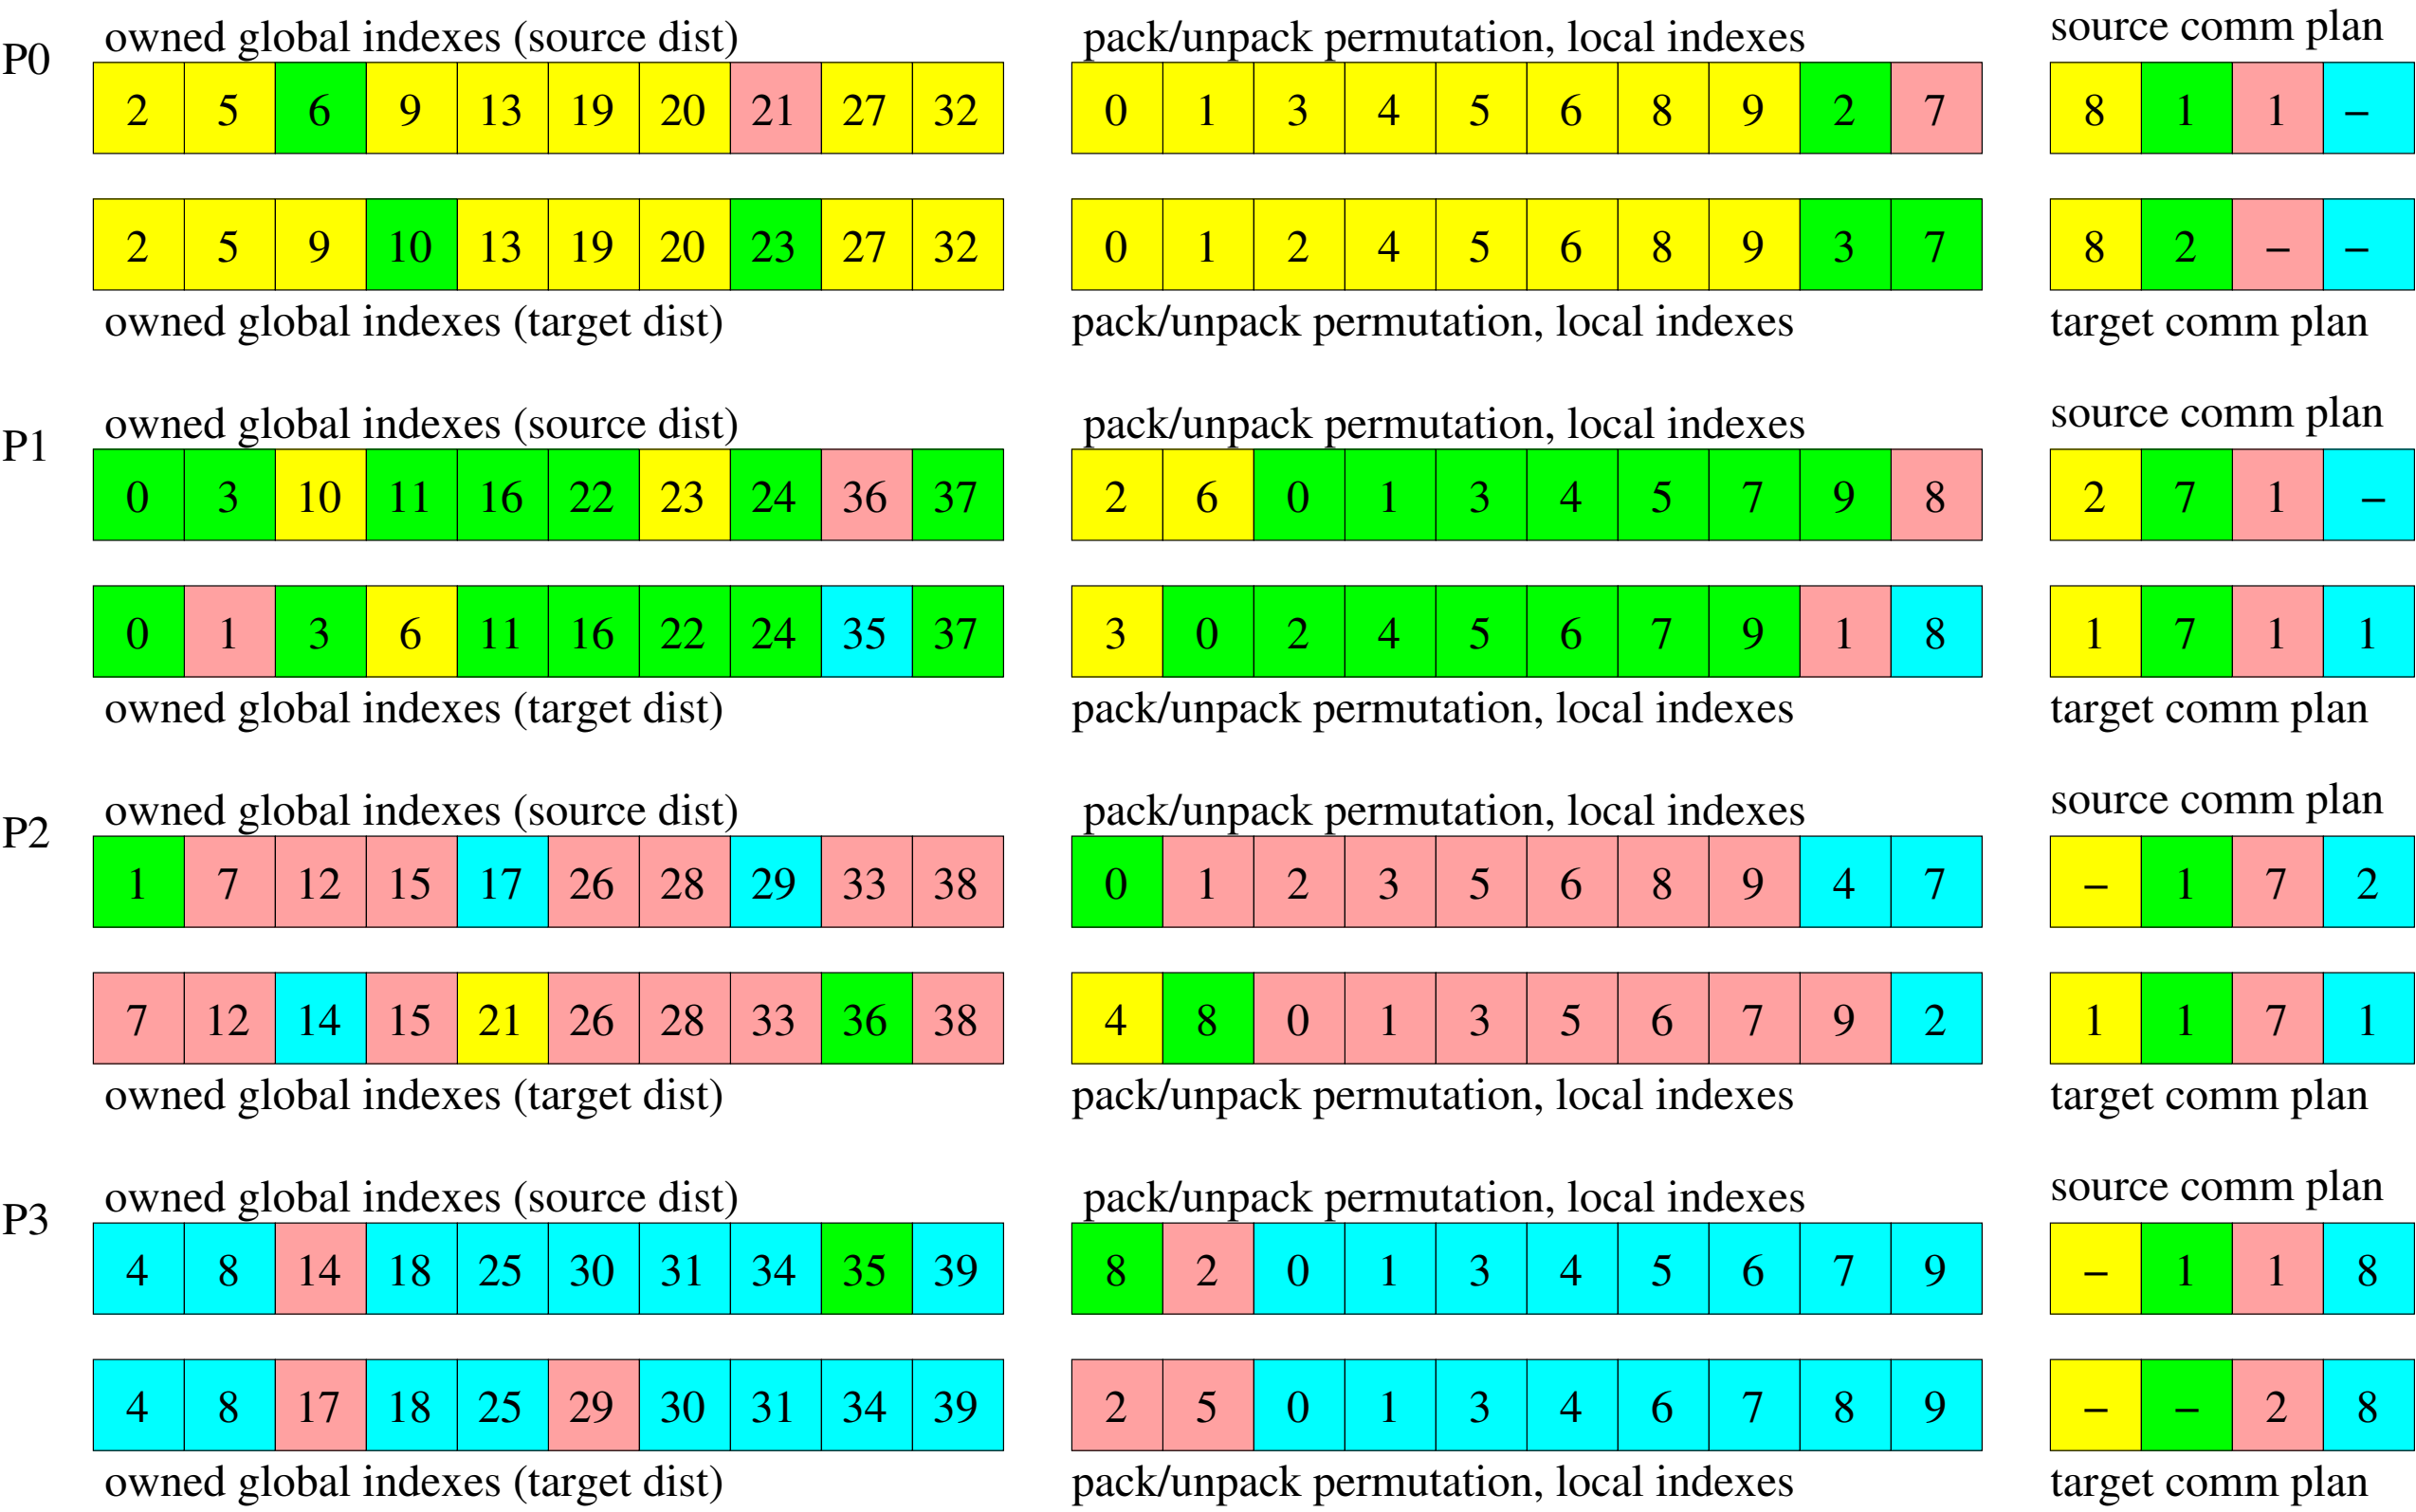 P0 owned global indexes (source dist) pack/unpack permutation, local indexes source comm plan
2 5 6 9 13 19 20 21 27 32 0 1 3 4 5 6 8 9 2 7 8 1 1 –
2 5 9 10 13 19 20 23 27 32 0 1 2 4 5 6 8 9 3 7 8 2 – –
owned global indexes (target dist) pack/unpack permutation, local indexes target comm plan
P1 owned global indexes (source dist) pack/unpack permutation, local indexes source comm plan
0 3 10 11 16 22 23 24 36 37 2 6 0 1 3 4 5 7 9 8 2 7 1 –
0 1 3 6 11 16 22 24 35 37 3 0 2 4 5 6 7 9 1 8 1 7 1 1
owned global indexes (target dist) pack/unpack permutation, local indexes target comm plan
P2 owned global indexes (source dist) pack/unpack permutation, local indexes source comm plan
1 7 12 15 17 26 28 29 33 38 0 1 2 3 5 6 8 9 4 7 – 1 7 2
7 12 14 15 21 26 28 33 36 38 4 8 0 1 3 5 6 7 9 2 1 1 7 1
owned global indexes (target dist) pack/unpack permutation, local indexes target comm plan
P3 owned global indexes (source dist) pack/unpack permutation, local indexes source comm plan
4 8 14 18 25 30 31 34 35 39 8 2 0 1 3 4 5 6 7 9 – 1 1 8
4 8 17 18 25 29 30 31 34 39 2 5 0 1 3 4 6 7 8 9 – – 2 8
owned global indexes (target dist) pack/unpack permutation, local indexes target comm plan